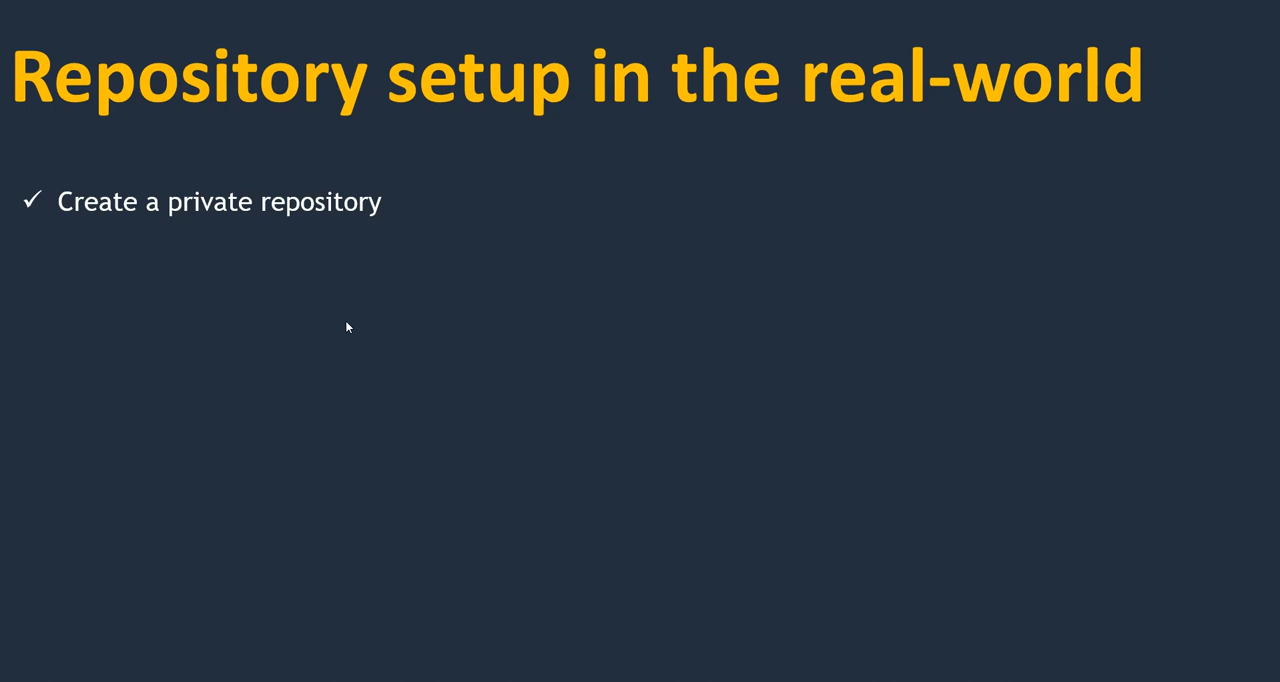 Repository setup in the real-world
✓ Create a private repository